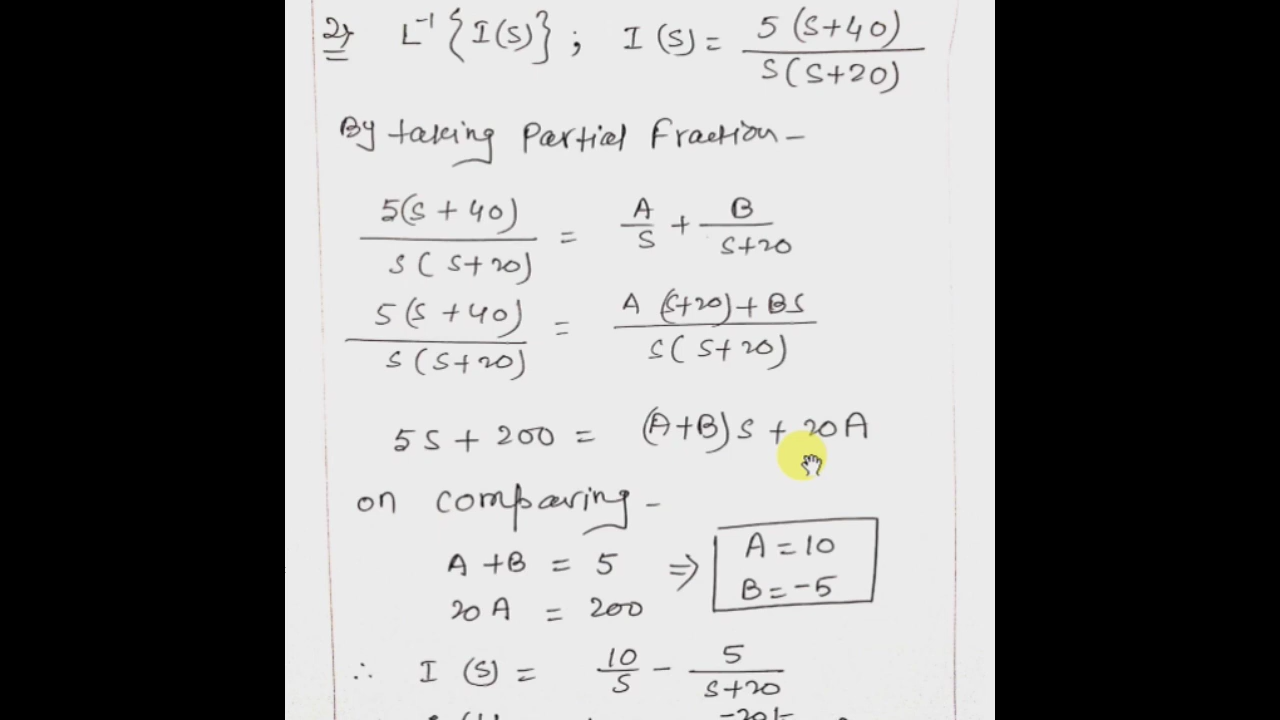 2) L⁻¹{I(S)} ; I(S) = 5(S+40) / S(S+20)
By taking Partial Fraction –
5(S+40) / S(S+20) = A/S + B/(S+20)
5(S+40) / S(S+20) = A(S+20)+BS / S(S+20)
5S + 200 = (A+B)S + 20A
on comparing –
A+B = 5 ⇒ A = 10
20A = 200 B = -5
∴ I(S) = 10/S – 5/(S+20)